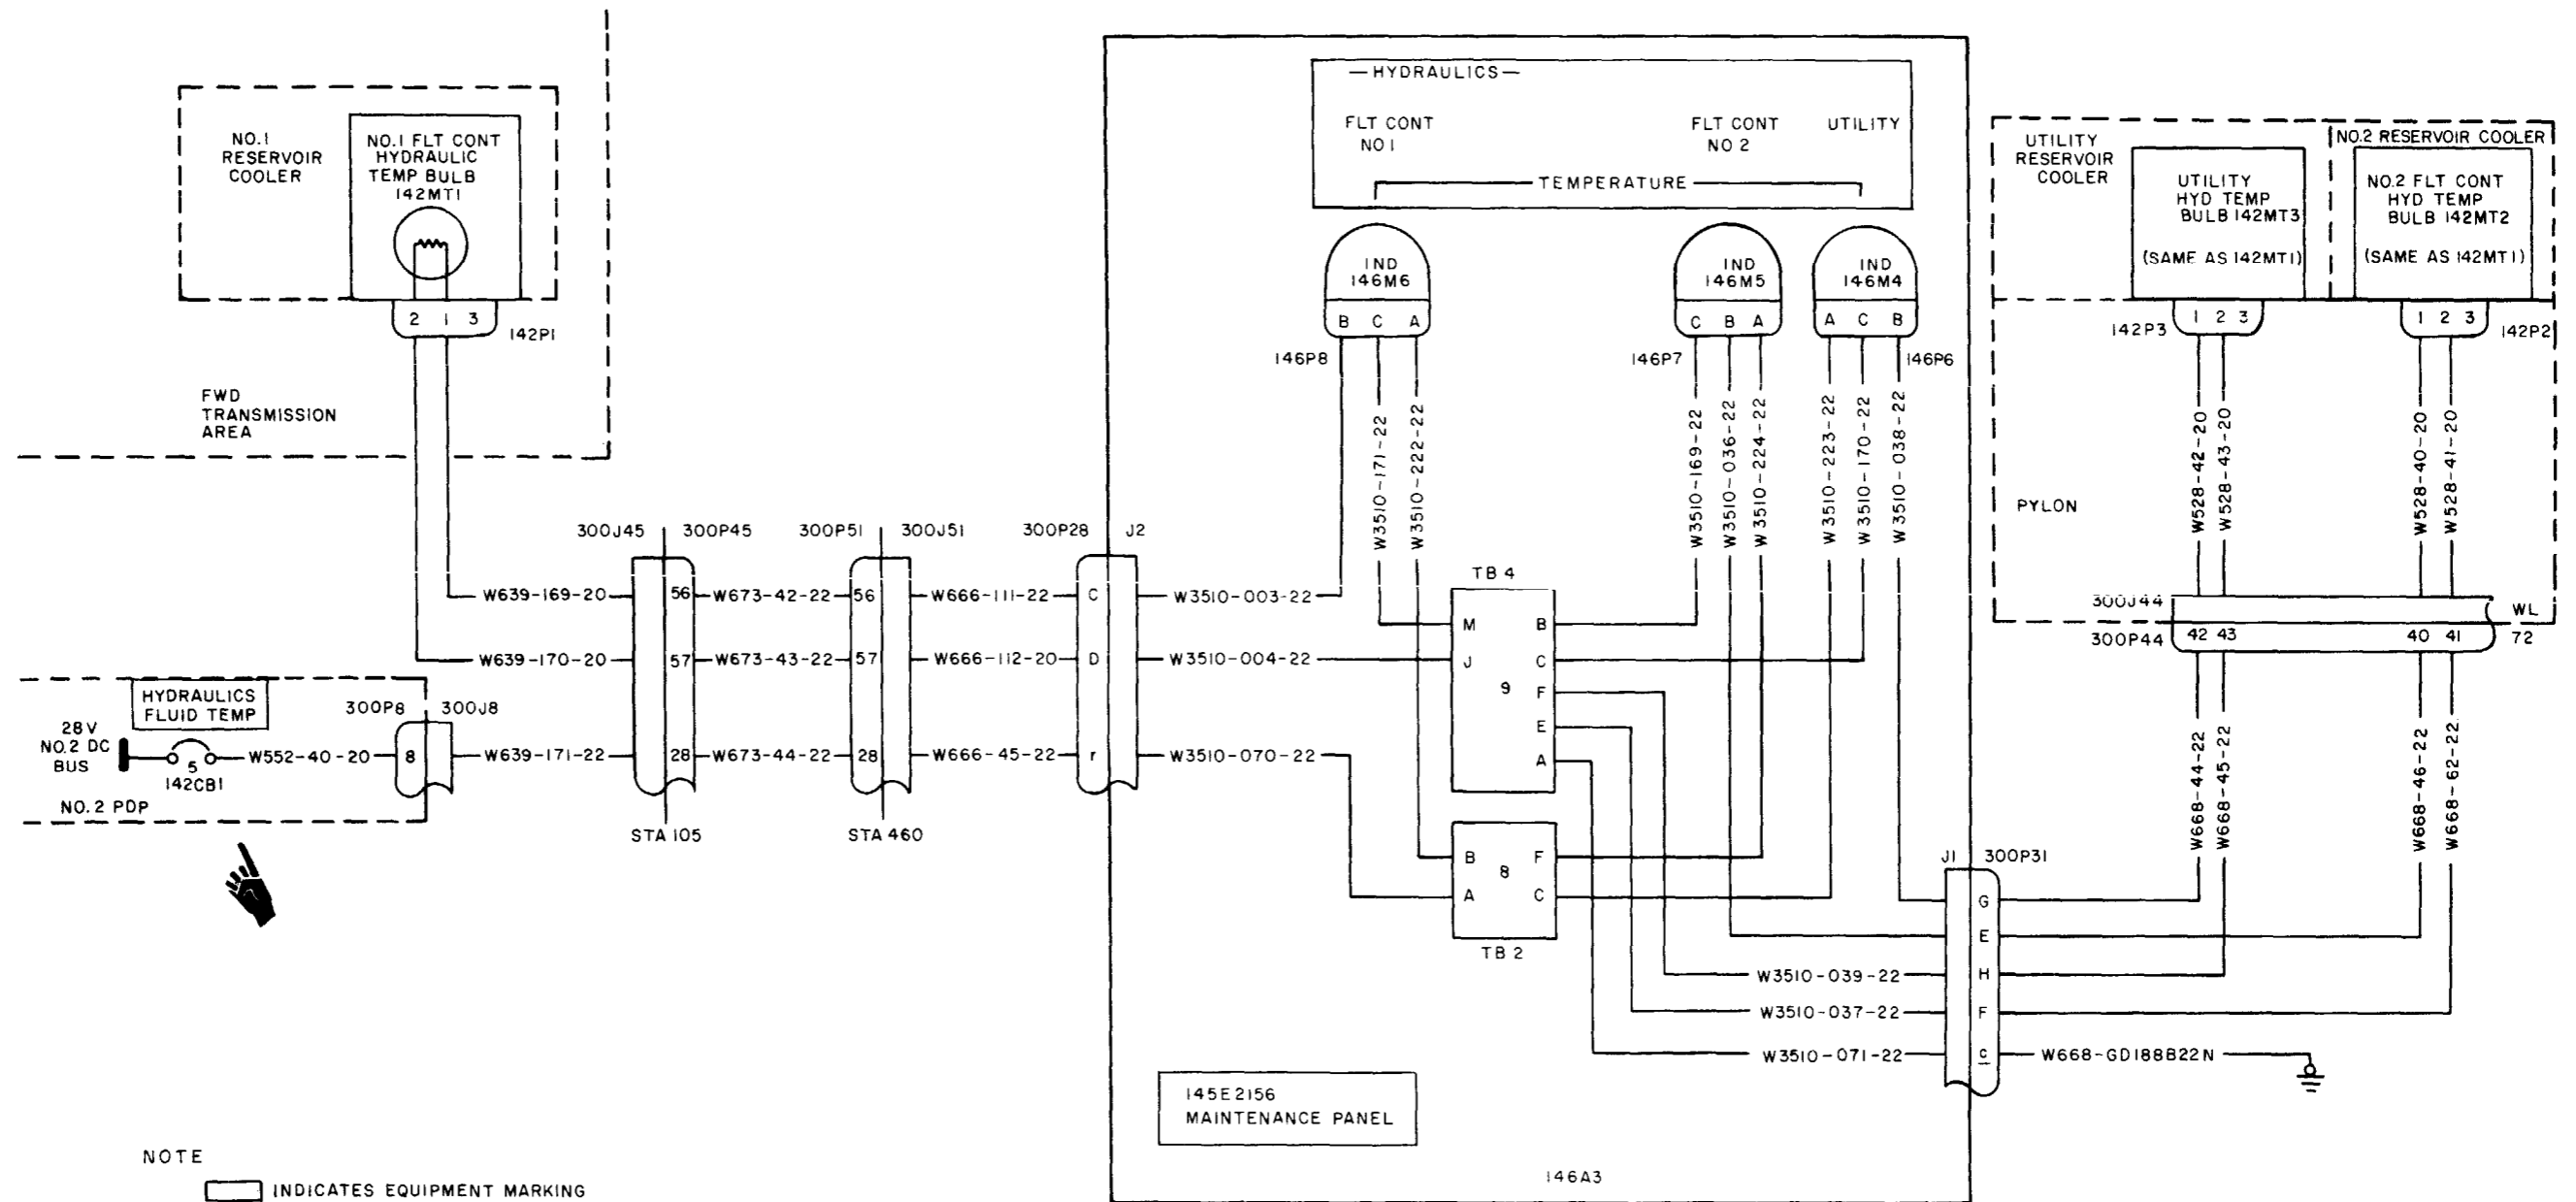 NO.1
RESERVOIR
COOLER
NO.1 FLT CONT
HYDRAULIC
TEMP BULB
142MT1
2 1 3
142P1
FWD
TRANSMISSION
AREA
HYDRAULICS
FLUID TEMP
28V
NO.2 DC
BUS
5
142CB1
NO.2 PDP
W552-40-20
300P8
300J8
8
W639-169-20
W639-170-20
W639-171-22
300J45
300P45
56
57
28
STA 105
W673-42-22
W673-43-22
W673-44-22
300P51
300J51
56
57
28
STA 460
W666-111-22
W666-112-20
W666-45-22
300P28
J2
C
D
r
W3510-003-22
W3510-004-22
W3510-070-22
HYDRAULICS
FLT CONT
NO 1
FLT CONT
NO 2
UTILITY
TEMPERATURE
IND
146M6
B C A
146P8
IND
146M5
C B A
146P7
IND
146M4
A C B
146P6
W3510-171-22
W3510-222-22
W3510-169-22
W3510-036-22
W3510-224-22
W3510-223-22
W3510-170-22
W3510-038-22
TB 4
M
J
9
B
C
F
E
A
B
A
8
F
C
TB 2
W3510-039-22
W3510-037-22
W3510-071-22
J1
300P31
G
E
H
F
c
W668-GD188B22N
145E2156
MAINTENANCE PANEL
146A3
UTILITY
RESERVOIR
COOLER
UTILITY
HYD TEMP
BULB 142MT3
(SAME AS 142MT1)
NO.2 RESERVOIR COOLER
NO.2 FLT CONT
HYD TEMP
BULB 142MT2
(SAME AS 142MT1)
142P3
1 2 3
1 2 3
142P2
W528-42-20
W528-43-20
W528-40-20
W528-41-20
PYLON
300J44
300P44
42 43
40 41
WL
72
W668-44-22
W668-45-22
W668-46-22
W668-62-22
NOTE
INDICATES EQUIPMENT MARKING